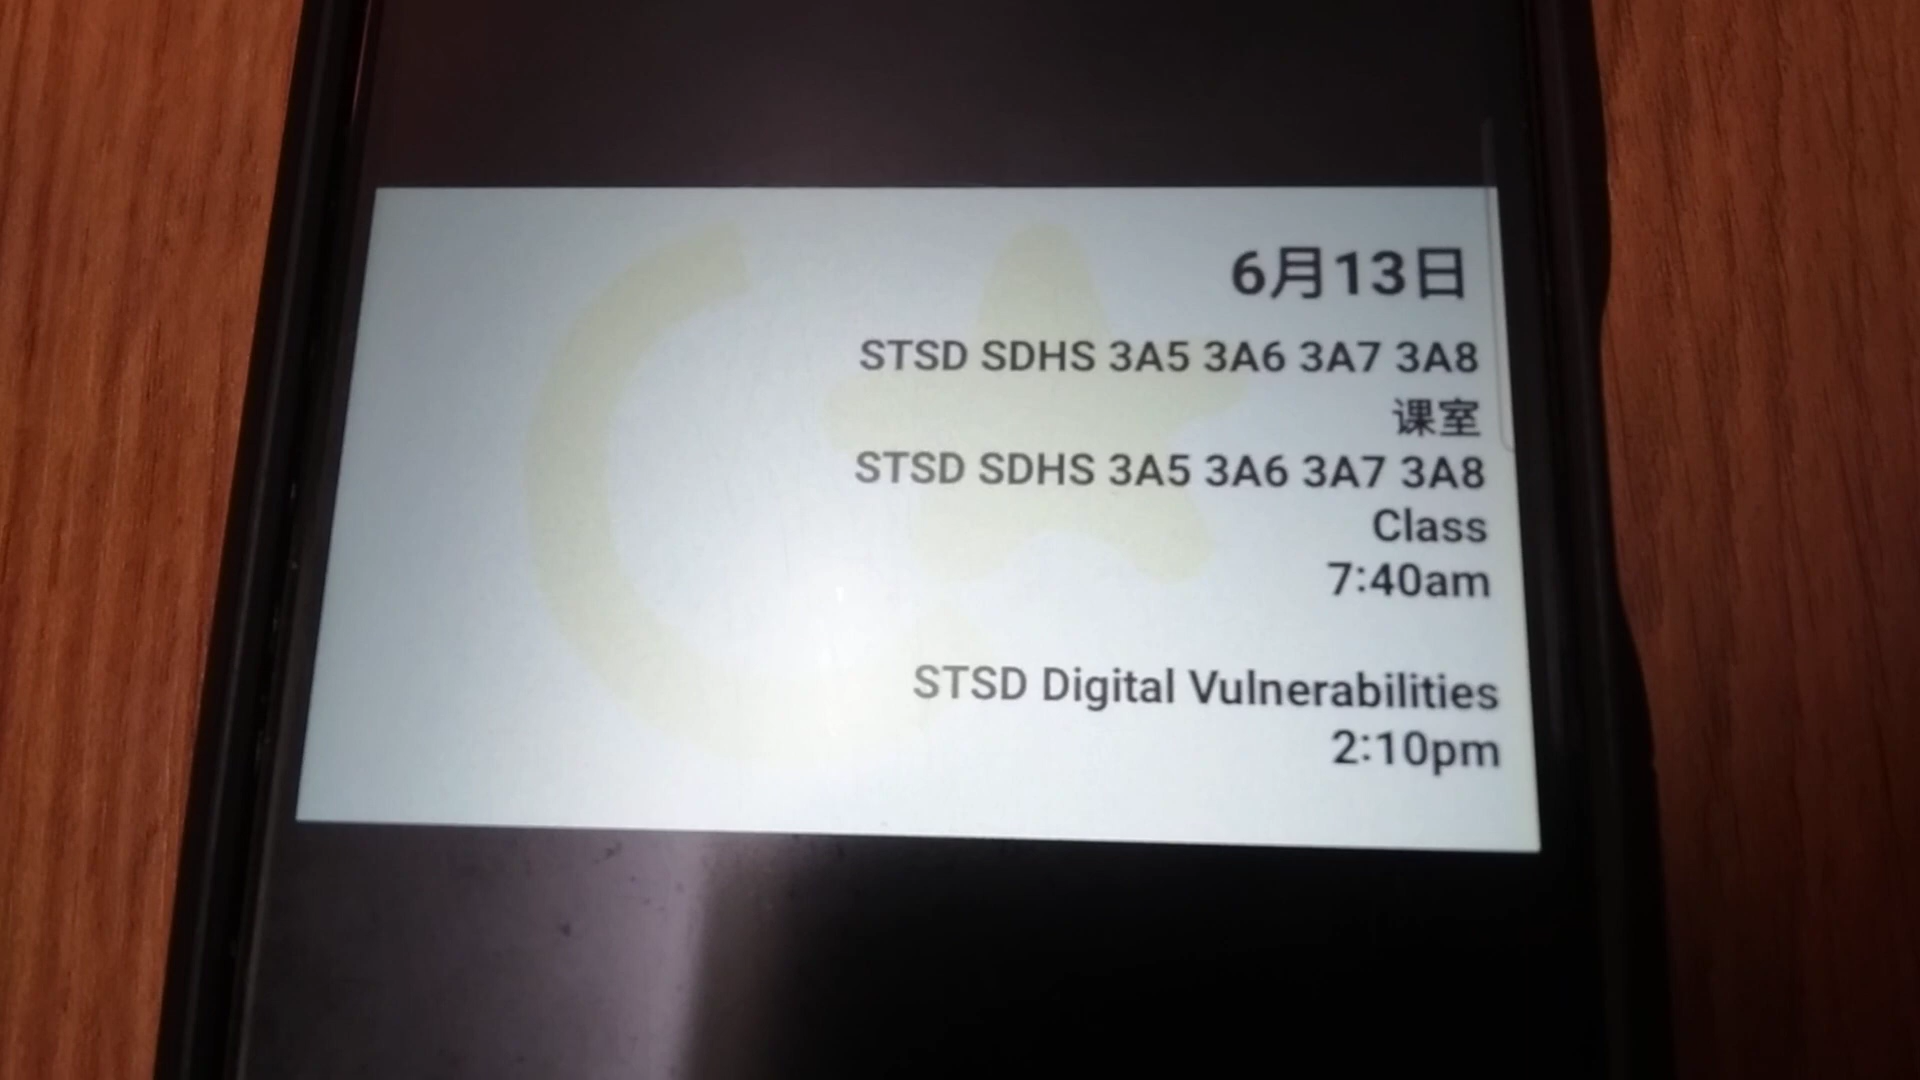 6月13日
STSD SDHS 3A5 3A6 3A7 3A8
课室
STSD SDHS 3A5 3A6 3A7 3A8
Class
7:40am
STSD Digital Vulnerabilities
2:10pm